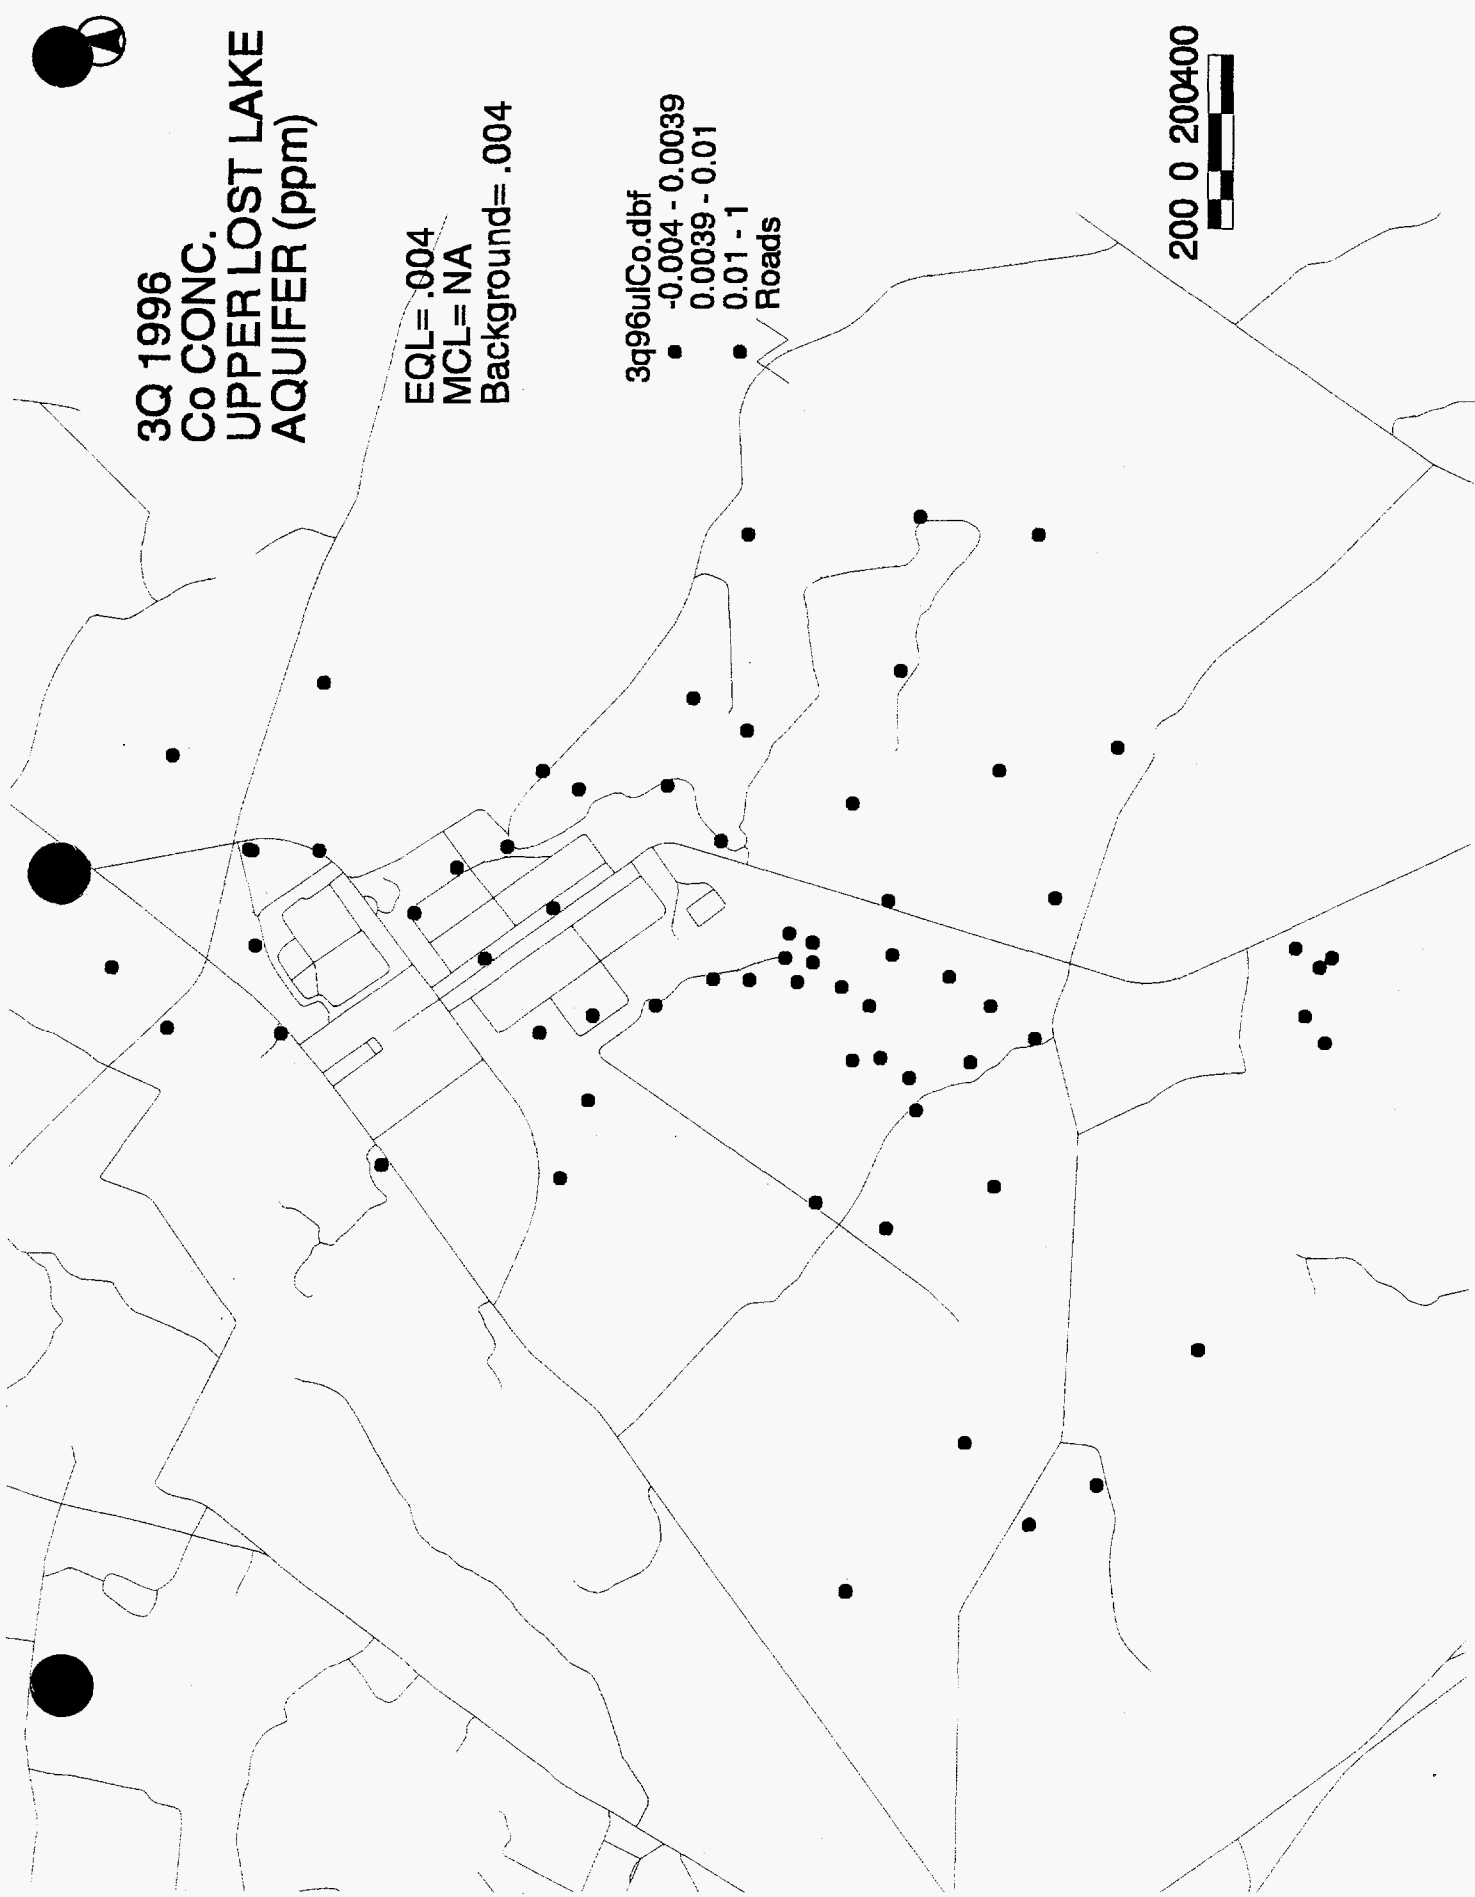 3Q 1996
Co CONC.
UPPER LOST LAKE
AQUIFER (ppm)
EQL= .004
MCL= NA
Background= .004
3q96ulCo.dbf
-0.004 - 0.0039
0.0039 - 0.01
0.01 - 1
Roads
200 0 200400